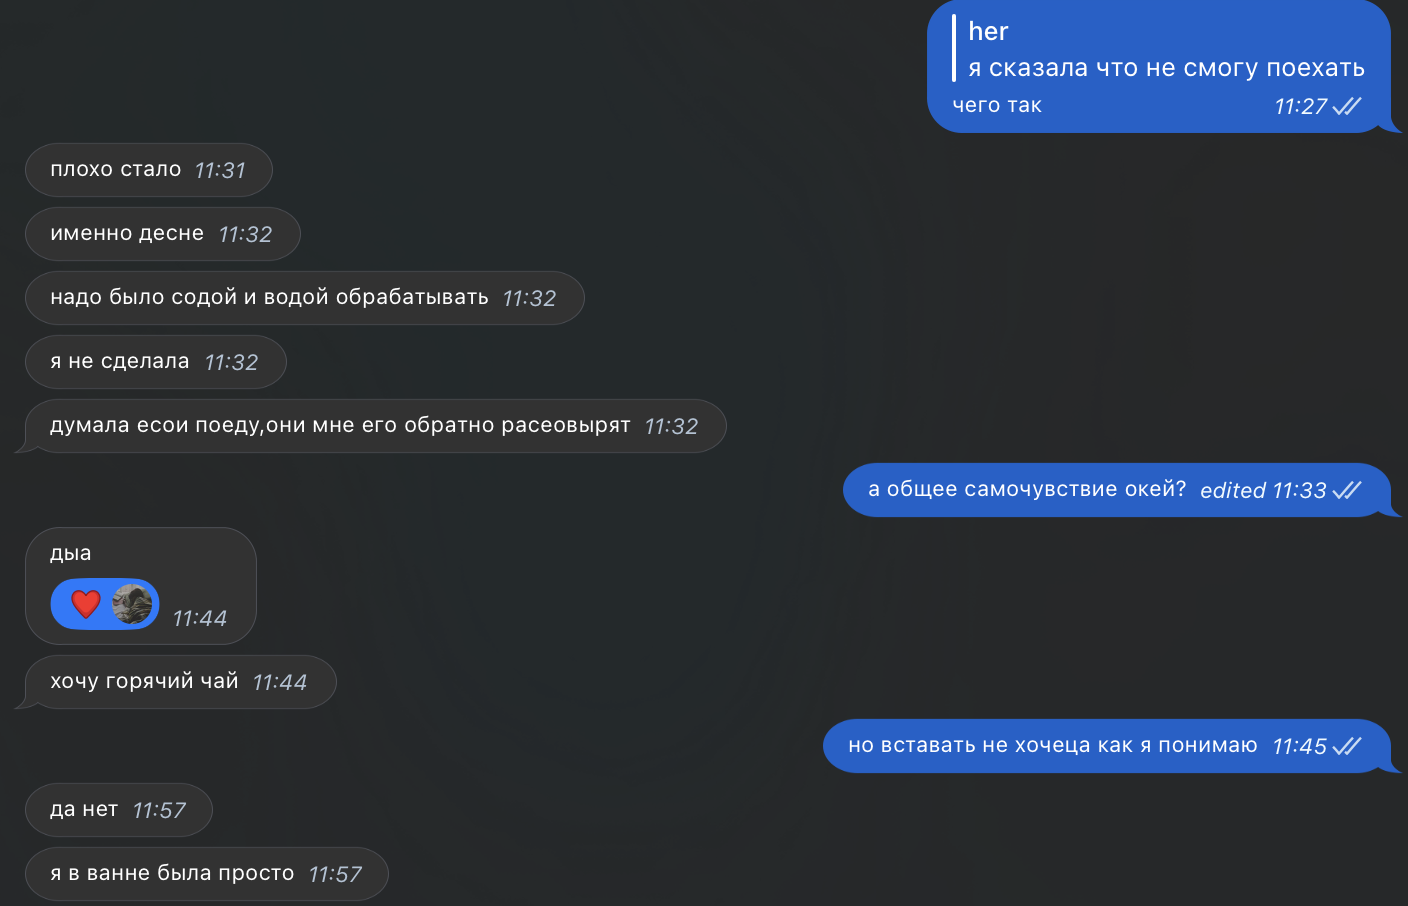 her
я сказала что не смогу поехать
чего так 11:27
плохо стало 11:31
именно десне 11:32
надо было содой и водой обрабатывать 11:32
я не сделала 11:32
думала есои поеду,они мне его обратно расеовырят 11:32
а общее самочувствие окей? edited 11:33
дыа
11:44
хочу горячий чай 11:44
но вставать не хочеца как я понимаю 11:45
да нет 11:57
я в ванне была просто 11:57